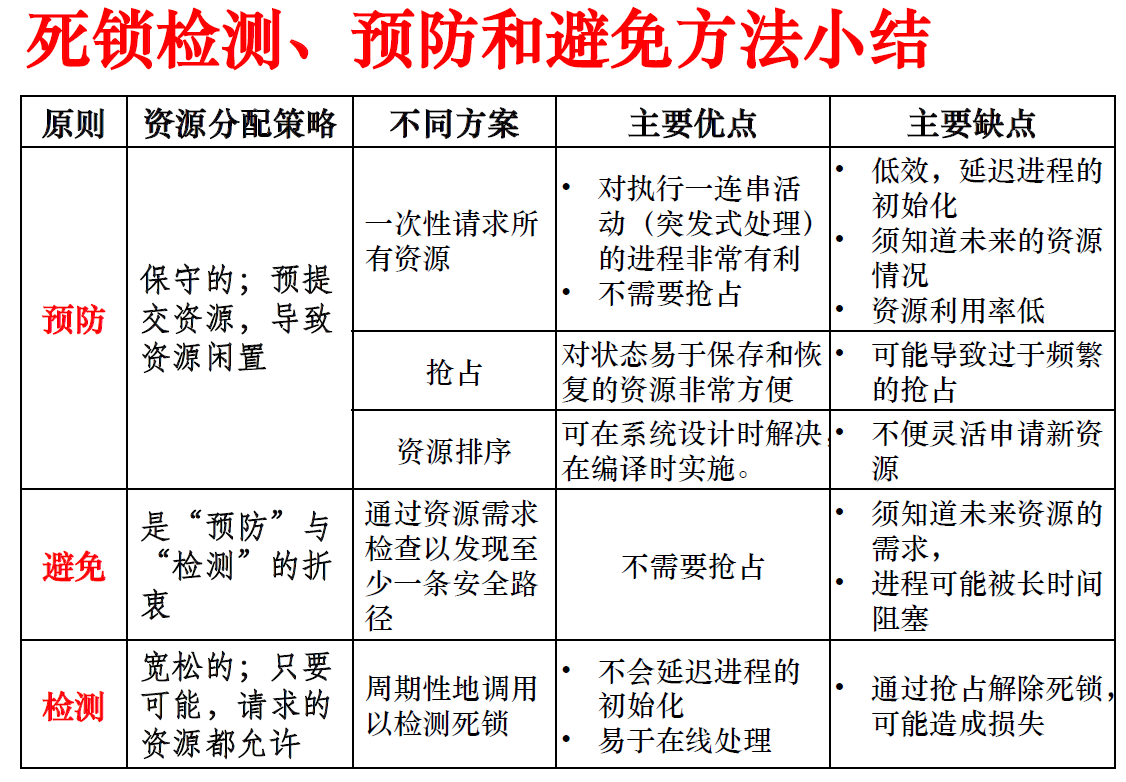 死锁检测、预防和避免方法小结
原则 资源分配策略 不同方案 主要优点 主要缺点
预防
保守的；预提
交资源，导致
资源闲置
一次性请求所
有资源
• 对执行一连串活
动（突发式处理）
的进程非常有利
• 不需要抢占
• 低效，延迟进程的
初始化
• 须知道未来的资源
情况
• 资源利用率低
抢占
对状态易于保存和恢
复的资源非常方便
• 可能导致过于频繁
的抢占
资源排序
可在系统设计时解决，
在编译时实施。
• 不便灵活申请新资
源
避免
是“预防”与
“检测”的折
衷
通过资源需求
检查以发现至
少一条安全路
径
不需要抢占
• 须知道未来资源的
需求，
• 进程可能被长时间
阻塞
检测
宽松的；只要
可能，请求的
资源都允许
周期性地调用
以检测死锁
• 不会延迟进程的
初始化
• 易于在线处理
• 通过抢占解除死锁，
可能造成损失